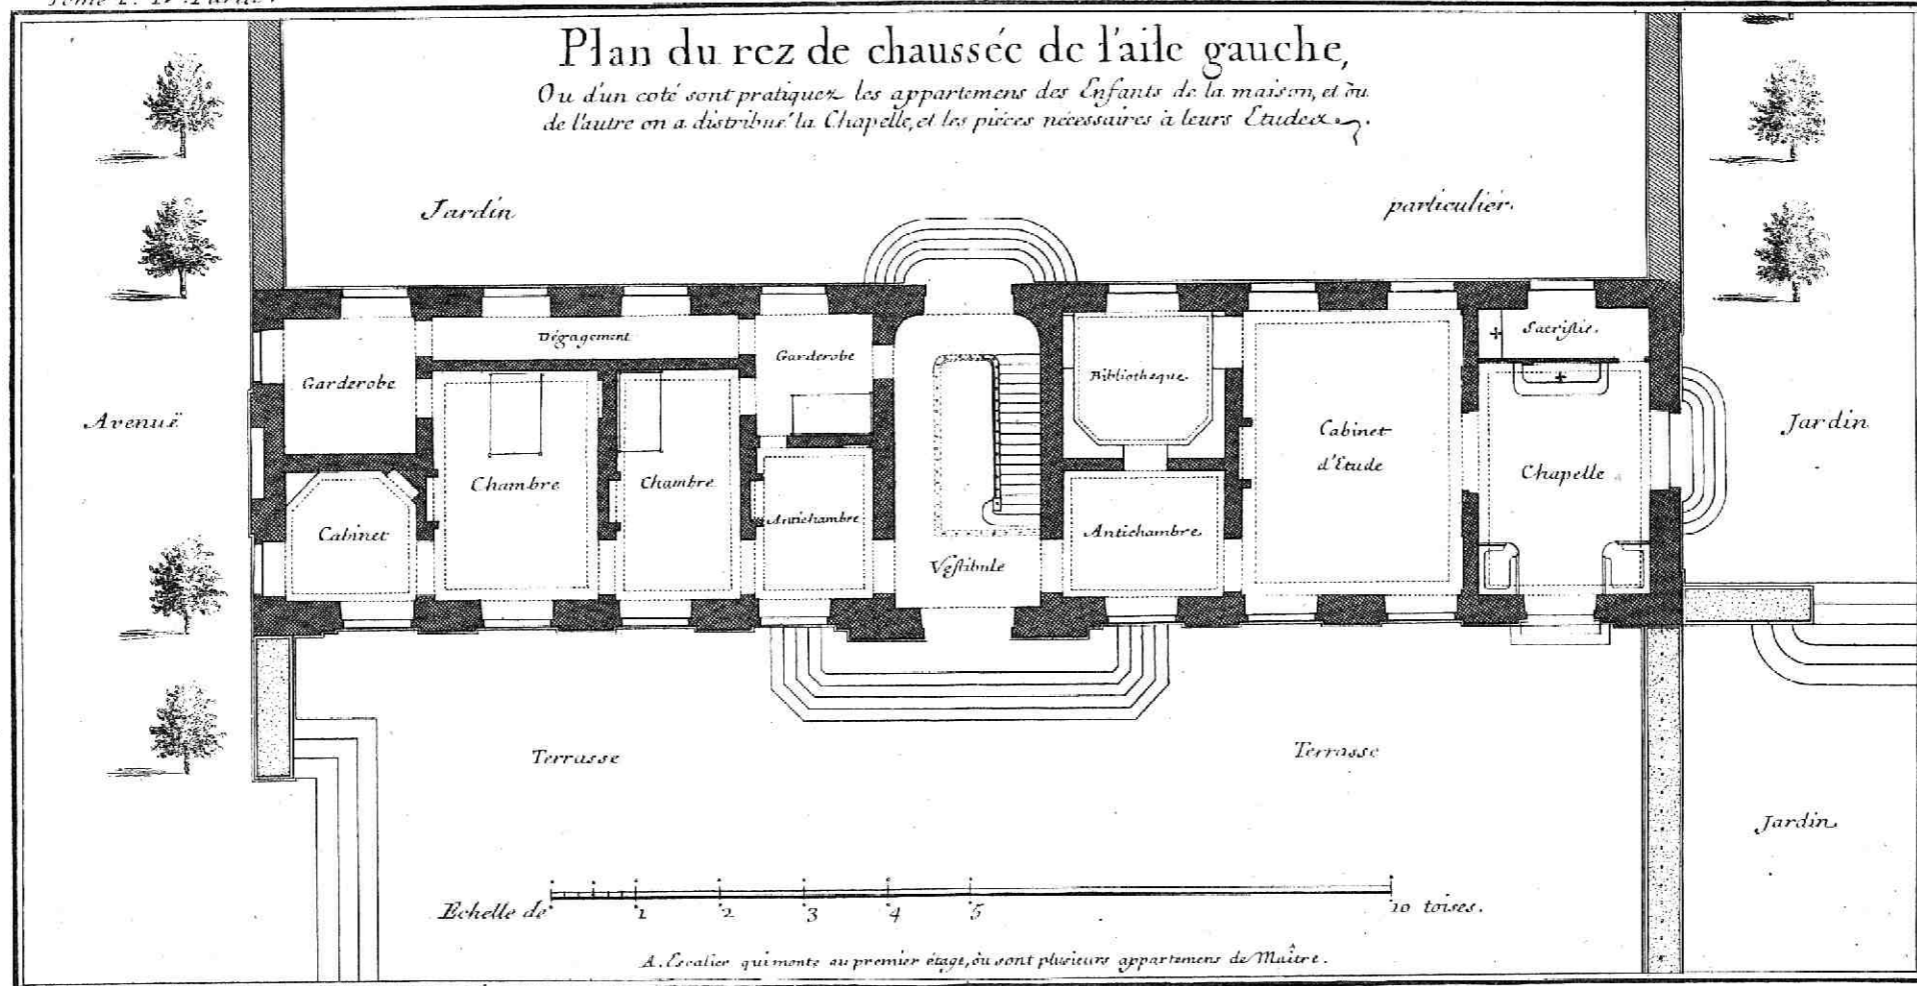 Plan du rez de chaussée de l'aile gauche,
Ou d'un coté sont pratiquez les appartemens des Enfants de la maison, et où
de l'autre on a distribué la Chapelle, et les pièces nécessaires à leurs Etudes.
Jardin particuliér.
Dégagement
Garderobe
Sacristie.
Garderobe
Bibliotheque
Avenuë
Cabinet
d'Etude
Jardin
Chambre
Chambre
Chapelle
Cabinet
Antichambre
Antichambre
Vestibule
Terrasse
Terrasse
Jardin
Echelle de 1 2 3 4 5 10 toises.
A. Escalier qui monte au premier étage, où sont plusieurs appartemens de Maître.